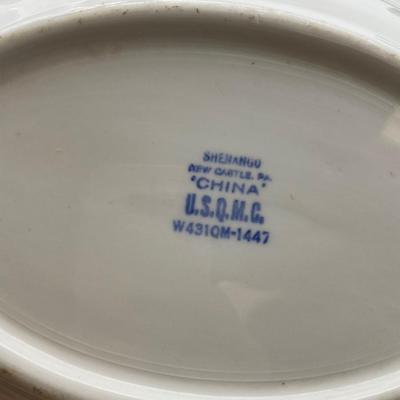 SHENANGO
NEW CASTLE, PA.
"CHINA"
U.S.Q.M.C.
W431QM-1447